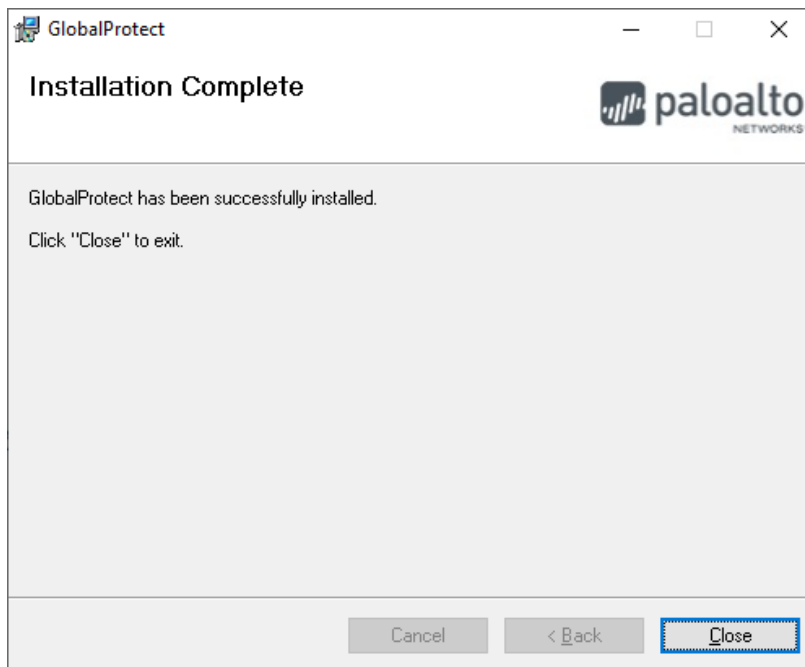 GlobalProtect
Installation Complete
paloalto
NETWORKS
GlobalProtect has been successfully installed.
Click "Close" to exit.
Cancel
< Back
Close